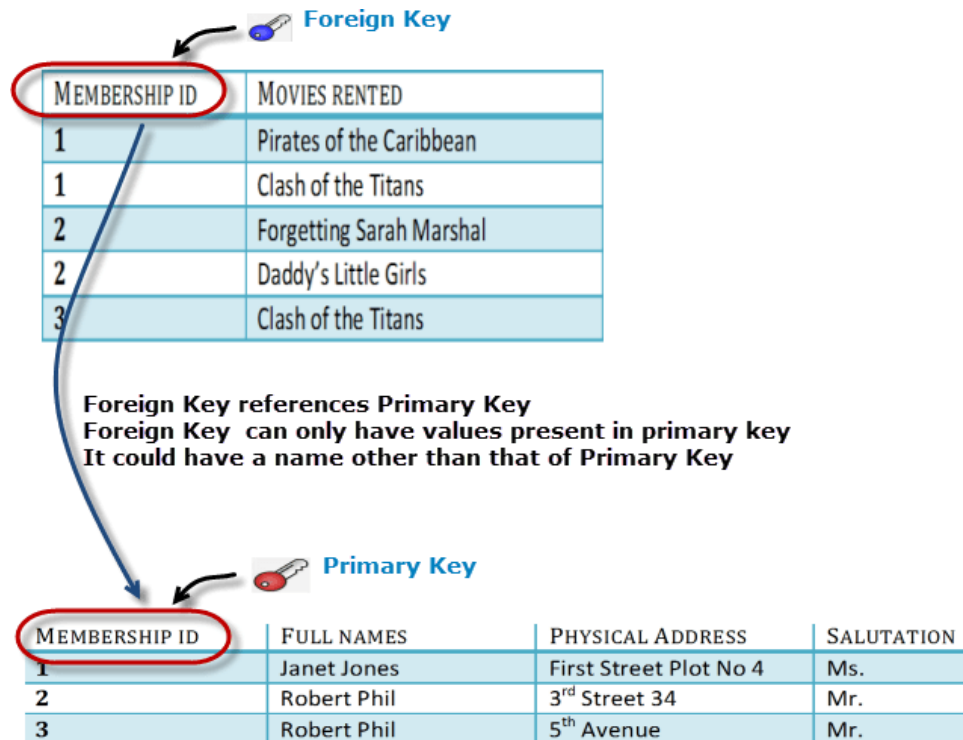 Foreign Key
MEMBERSHIP ID MOVIES RENTED
1 Pirates of the Caribbean
1 Clash of the Titans
2 Forgetting Sarah Marshal
2 Daddy's Little Girls
3 Clash of the Titans
Foreign Key references Primary Key
Foreign Key can only have values present in primary key
It could have a name other than that of Primary Key
Primary Key
MEMBERSHIP ID FULL NAMES PHYSICAL ADDRESS SALUTATION
1 Janet Jones First Street Plot No 4 Ms.
2 Robert Phil 3rd Street 34 Mr.
3 Robert Phil 5th Avenue Mr.